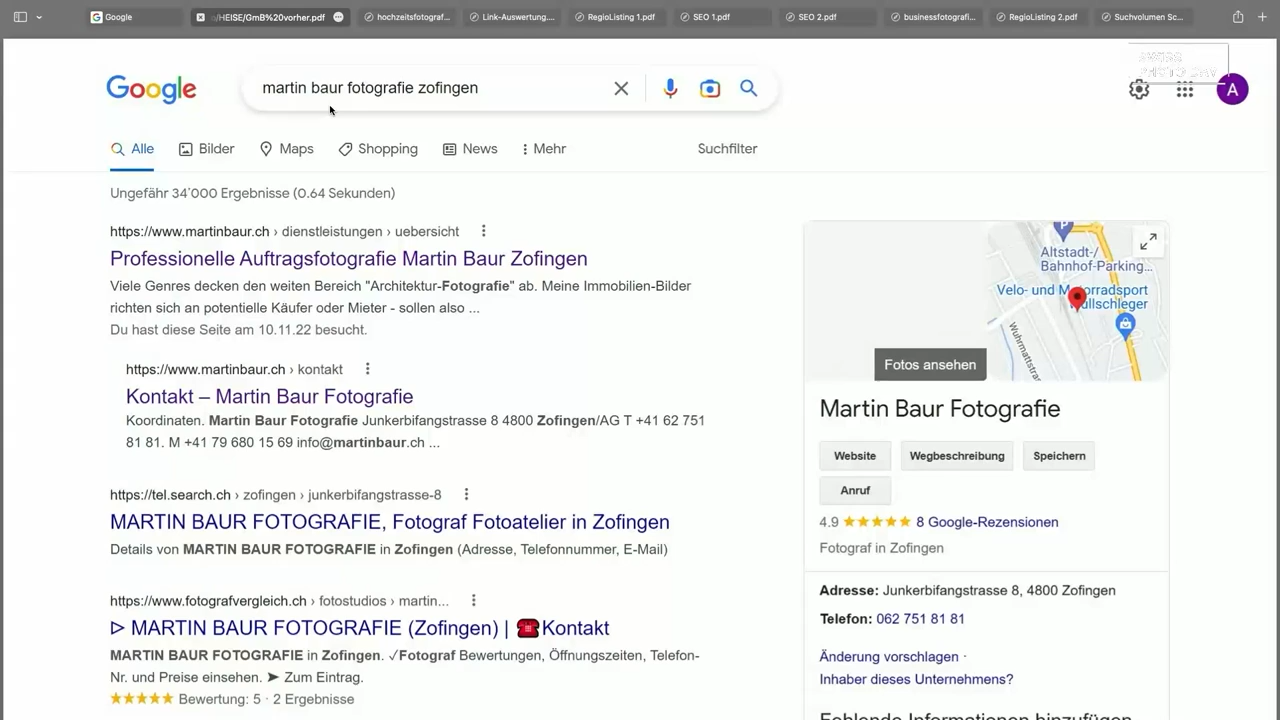 Google
/HEISE/GmB%20vorher.pdf
hochzeitsfotograf...
Link-Auswertung....
RegioListing 1.pdf
SEO 1.pdf
SEO 2.pdf
businessfotografi...
RegioListing 2.pdf
Suchvolumen Sc...
SWISS
PHOTO DAY
Google
martin baur fotografie zofingen
A
Alle
Bilder
Maps
Shopping
News
Mehr
Suchfilter
Ungefähr 34'000 Ergebnisse (0.64 Sekunden)
https://www.martinbaur.ch › dienstleistungen › uebersicht
Professionelle Auftragsfotografie Martin Baur Zofingen
Viele Genres decken den weiten Bereich "Architektur-Fotografie" ab. Meine Immobilien-Bilder
richten sich an potentielle Käufer oder Mieter - sollen also ...
Du hast diese Seite am 10.11.22 besucht.
https://www.martinbaur.ch › kontakt
Kontakt – Martin Baur Fotografie
Koordinaten. Martin Baur Fotografie Junkerbifangstrasse 8 4800 Zofingen/AG T +41 62 751
81 81. M +41 79 680 15 69 info@martinbaur.ch ...
https://tel.search.ch › zofingen › junkerbifangstrasse-8
MARTIN BAUR FOTOGRAFIE, Fotograf Fotoatelier in Zofingen
Details von MARTIN BAUR FOTOGRAFIE in Zofingen (Adresse, Telefonnummer, E-Mail)
https://www.fotografvergleich.ch › fotostudios › martin...
ᐅ MARTIN BAUR FOTOGRAFIE (Zofingen) | ☎️Kontakt
MARTIN BAUR FOTOGRAFIE in Zofingen. ✓Fotograf Bewertungen, Öffnungszeiten, Telefon-
Nr. und Preise einsehen. ➤ Zum Eintrag.
★★★★★ Bewertung: 5 · 2 Ergebnisse
P
Altstadt-/
Bahnhof-Parking...
Velo- und Motorradsport
Wullschleger
Wuhrmattstras
Fotos ansehen
Martin Baur Fotografie
Website
Wegbeschreibung
Speichern
Anruf
4.9 ★★★★★ 8 Google-Rezensionen
Fotograf in Zofingen
Adresse: Junkerbifangstrasse 8, 4800 Zofingen
Telefon: 062 751 81 81
Änderung vorschlagen ·
Inhaber dieses Unternehmens?
Fehlende Informationen hinzufügen